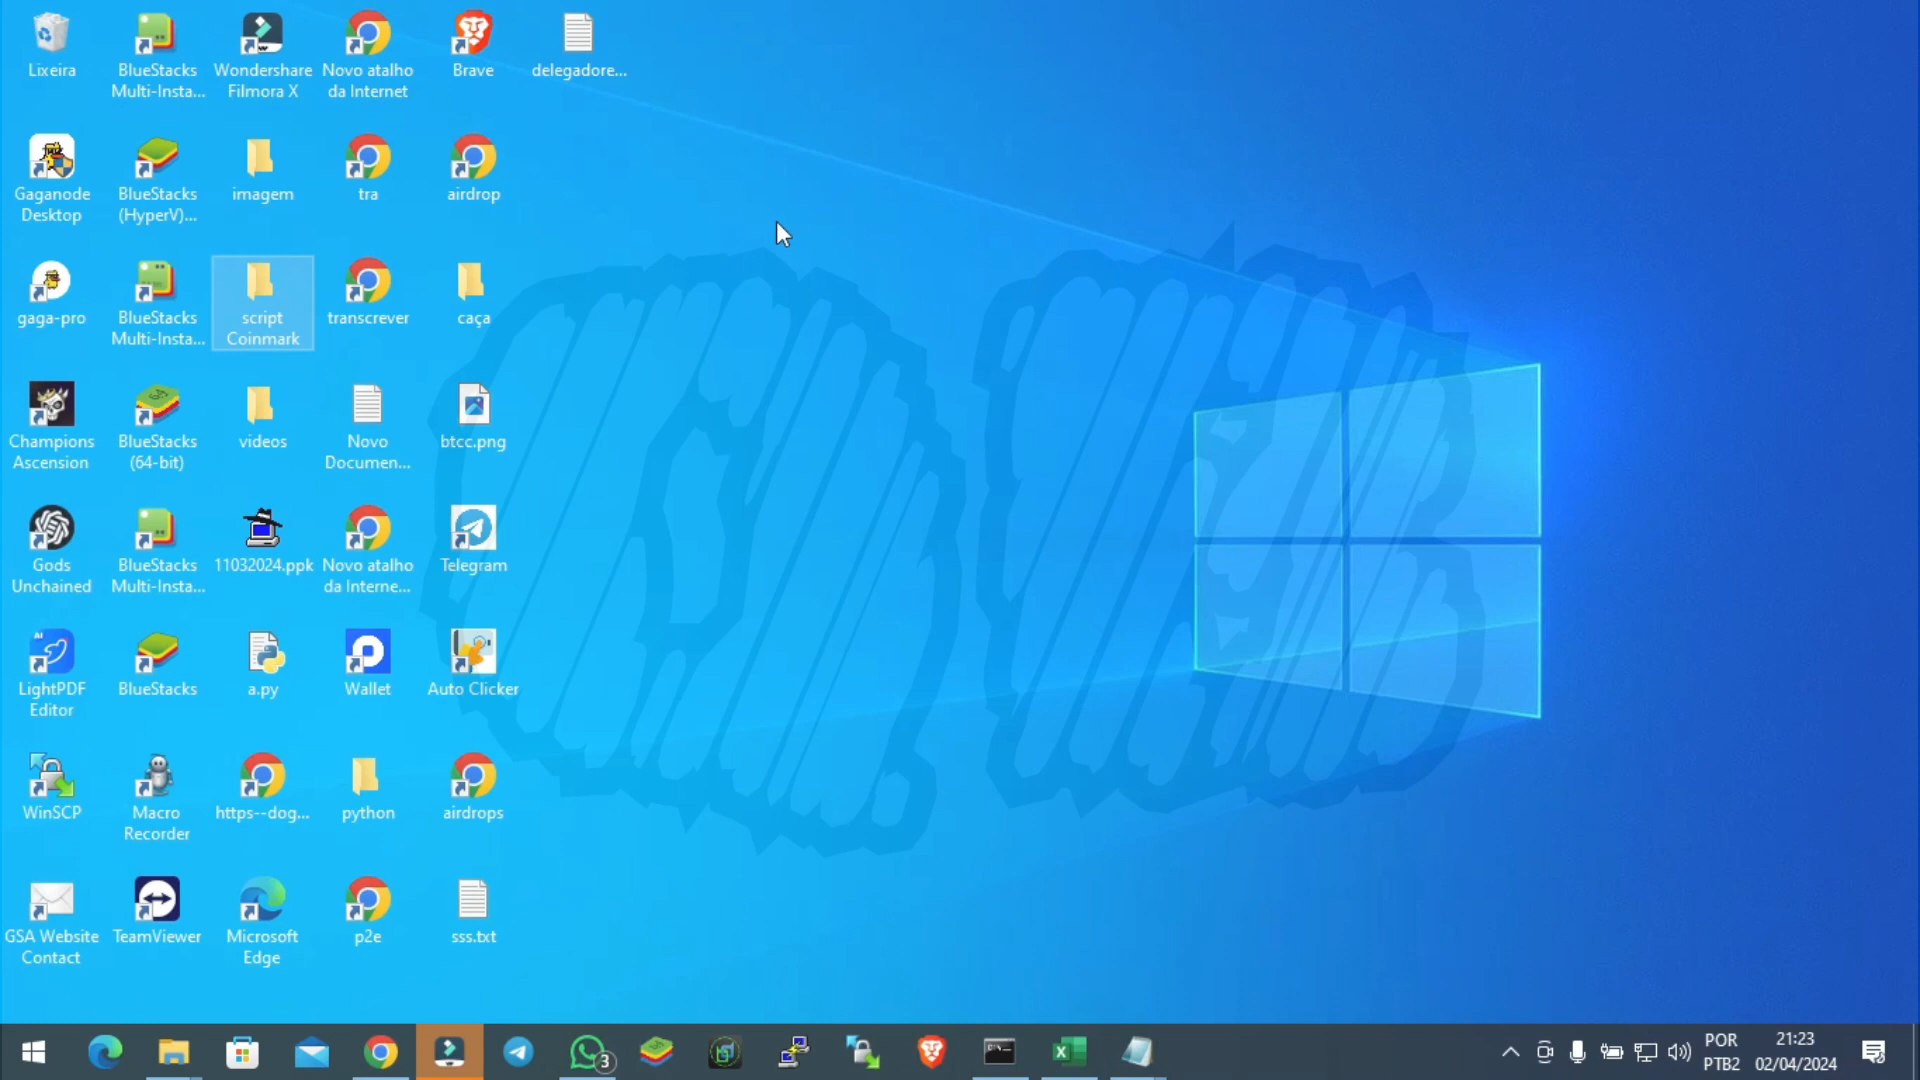 Lixeira
BlueStacks
Multi-Insta...
Wondershare
Filmora X
Novo atalho
da Internet
Brave
delegadore...
Gaganode
Desktop
BlueStacks
(HyperV)...
imagem
tra
airdrop
gaga-pro
BlueStacks
Multi-Insta...
script
Coinmark
transcrever
caça
Champions
Ascension
BlueStacks
(64-bit)
videos
Novo
Documen...
btcc.png
Gods
Unchained
BlueStacks
Multi-Insta...
11032024.ppk
Novo atalho
da Interne...
Telegram
AI
LightPDF
Editor
BlueStacks
a.py
Wallet
Auto Clicker
WinSCP
Macro
Recorder
https--dog...
python
airdrops
GSA Website
Contact
TeamViewer
Microsoft
Edge
p2e
sss.txt
3
POR
PTB2
21:23
02/04/2024